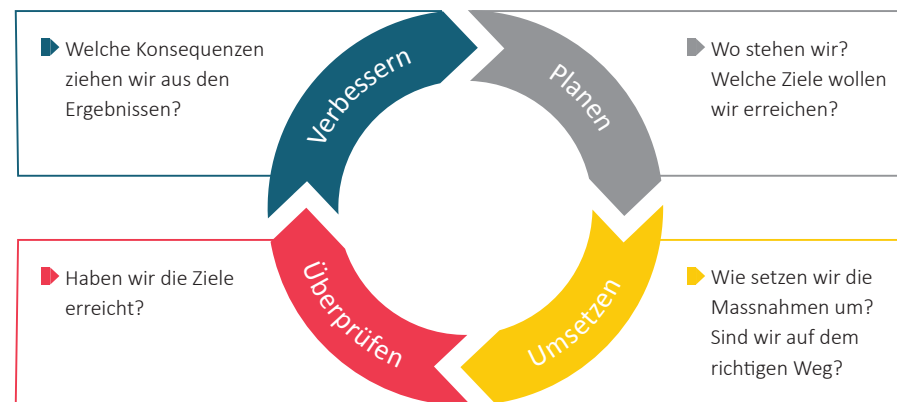 Welche Konsequenzen
ziehen wir aus den
Ergebnissen?
Verbessern
Planen
Wo stehen wir?
Welche Ziele wollen
wir erreichen?
Haben wir die Ziele
erreicht?
Überprüfen
Umsetzen
Wie setzen wir die
Massnahmen um?
Sind wir auf dem
richtigen Weg?